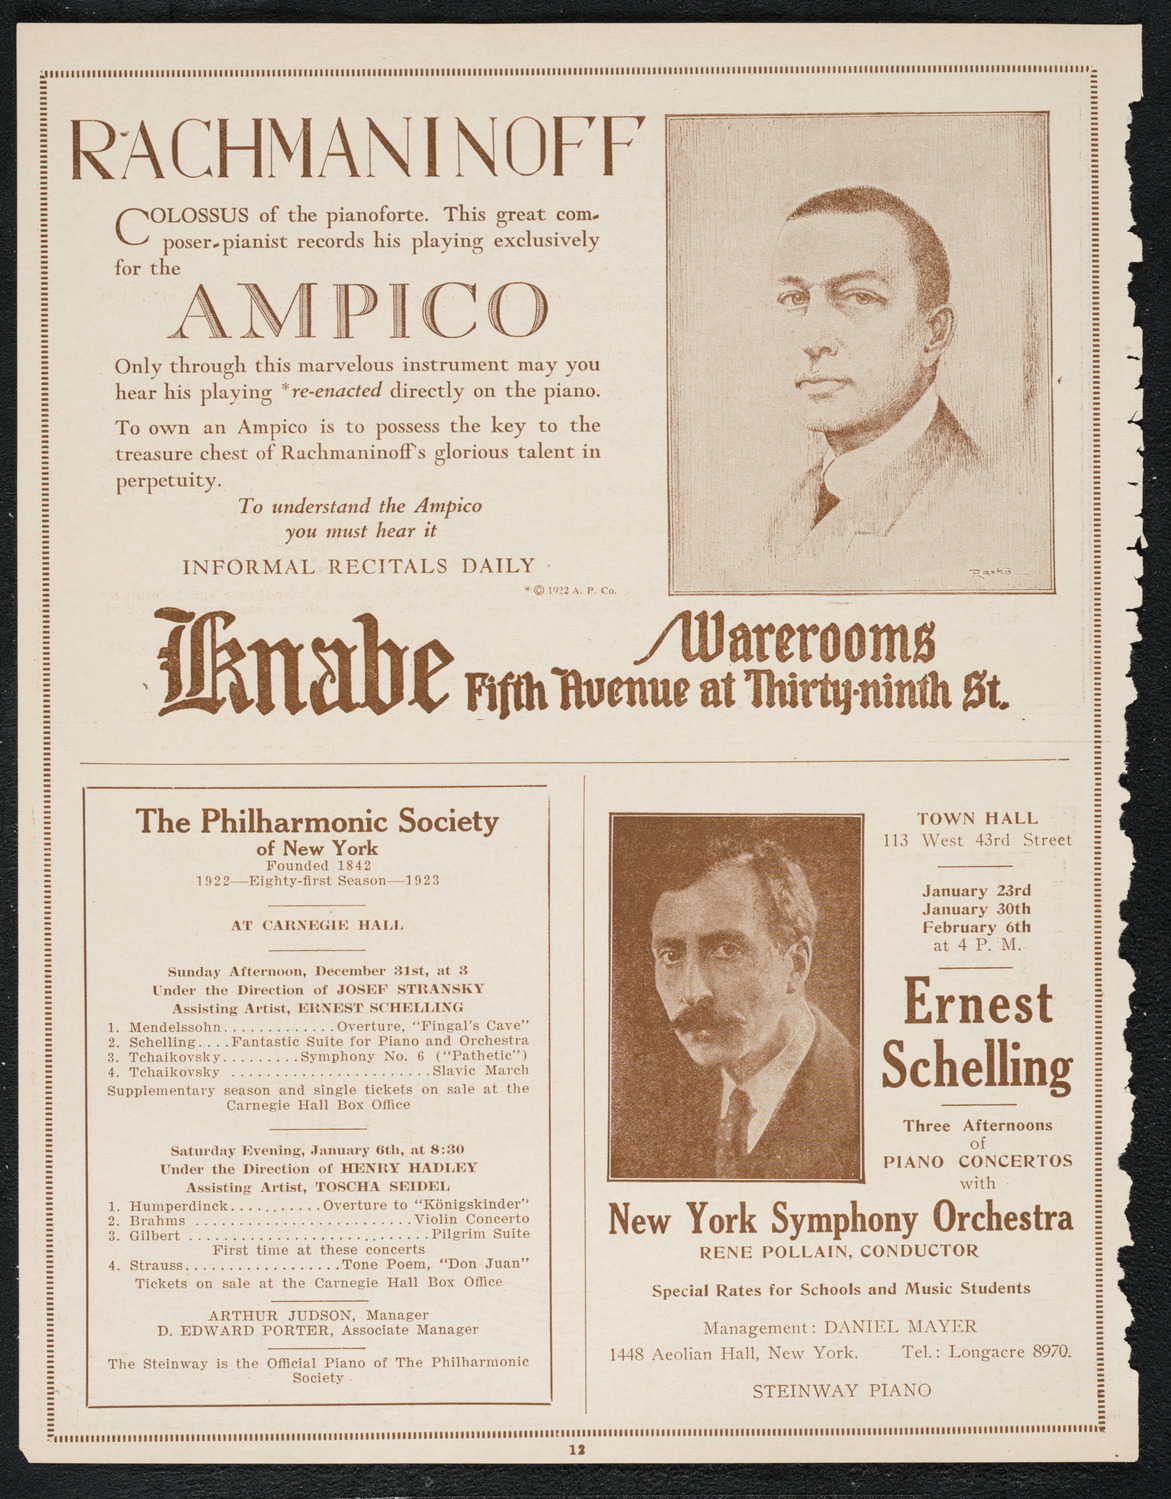 RACHMANINOFF
COLOSSUS of the pianoforte. This great com-
poser-pianist records his playing exclusively
for the
AMPICO
Only through this marvelous instrument may you
hear his playing *re-enacted directly on the piano.
To own an Ampico is to possess the key to the
treasure chest of Rachmaninoff's glorious talent in
perpetuity.
To understand the Ampico
you must hear it
INFORMAL RECITALS DAILY
* © 1922 A. P. Co.
Rasko
Knabe Warerooms
Fifth Avenue at Thirty-ninth St.
The Philharmonic Society
of New York
Founded 1842
1922—Eighty-first Season—1923
AT CARNEGIE HALL
Sunday Afternoon, December 31st, at 3
Under the Direction of JOSEF STRANSKY
Assisting Artist, ERNEST SCHELLING
1. Mendelssohn.............Overture, "Fingal's Cave"
2. Schelling....Fantastic Suite for Piano and Orchestra
3. Tchaikovsky.........Symphony No. 6 ("Pathetic")
4. Tchaikovsky .......................Slavic March
Supplementary season and single tickets on sale at the
Carnegie Hall Box Office
Saturday Evening, January 6th, at 8:30
Under the Direction of HENRY HADLEY
Assisting Artist, TOSCHA SEIDEL
1. Humperdinck...........Overture to "Königskinder"
2. Brahms .........................Violin Concerto
3. Gilbert ............................Pilgrim Suite
First time at these concerts
4. Strauss.................Tone Poem, "Don Juan"
Tickets on sale at the Carnegie Hall Box Office
ARTHUR JUDSON, Manager
D. EDWARD PORTER, Associate Manager
The Steinway is the Official Piano of The Philharmonic
Society
TOWN HALL
113 West 43rd Street
January 23rd
January 30th
February 6th
at 4 P. M.
Ernest
Schelling
Three Afternoons
of
PIANO CONCERTOS
with
New York Symphony Orchestra
RENE POLLAIN, CONDUCTOR
Special Rates for Schools and Music Students
Management: DANIEL MAYER
1448 Aeolian Hall, New York. Tel.: Longacre 8970.
STEINWAY PIANO
12